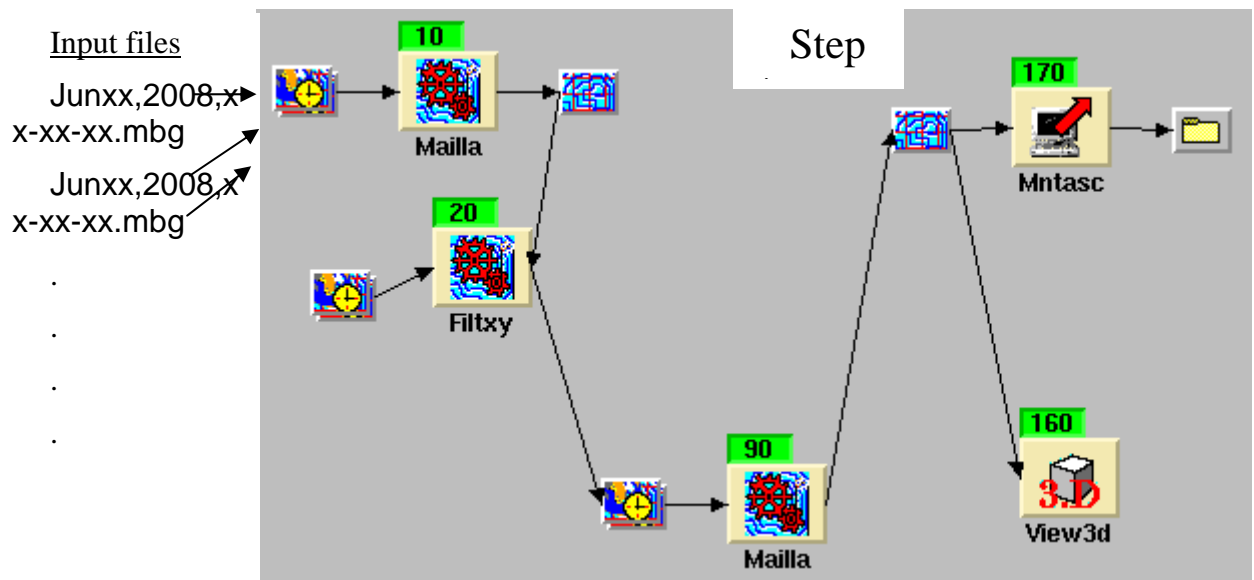 Input files
Junxx,2008,x
x-xx-xx.mbg
Junxx,2008,x
x-xx-xx.mbg
.
.
.
.
Step
.
10
Mailla
20
Filtxy
90
Mailla
170
Mntasc
160
3.D
View3d